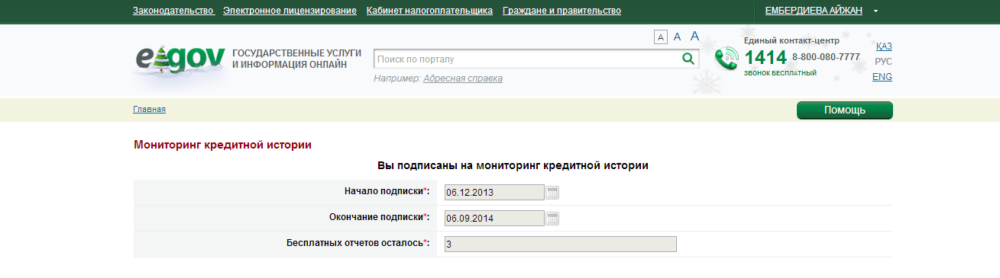 Законодательство Электронное лицензирование Кабинет налогоплательщика Граждане и правительство ЕМБЕРДИЕВА АЙЖАН
A A A
egov ГОСУДАРСТВЕННЫЕ УСЛУГИ
И ИНФОРМАЦИЯ ОНЛАЙН
Поиск по порталу
Например: Адресная справка
Единый контакт-центр
1414 8-800-080-7777
ЗВОНОК БЕСПЛАТНЫЙ
ҚАЗ
РУС
ENG
Главная
Помощь
Мониторинг кредитной истории
Вы подписаны на мониторинг кредитной истории
Начало подписки*: 06.12.2013
Окончание подписки*: 06.09.2014
Бесплатных отчетов осталось*: 3